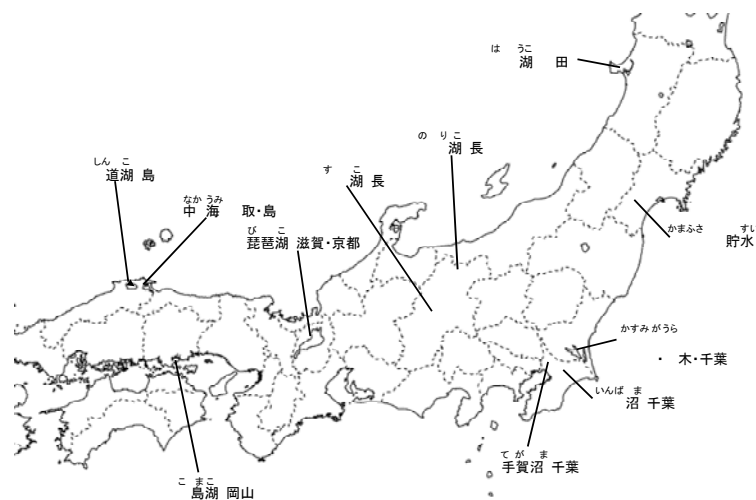 は うこ
湖 田
の りこ
湖 長
す こ
湖 長
しん こ
道湖 島
なか うみ
中 海 取・島
び こ
琵琶湖 滋賀・京都
かまふさ すい
貯水
かすみ がうら
・ 木・千葉
いんば ま
沼 千葉
て が ま
手賀沼 千葉
こ まこ
島湖 岡山